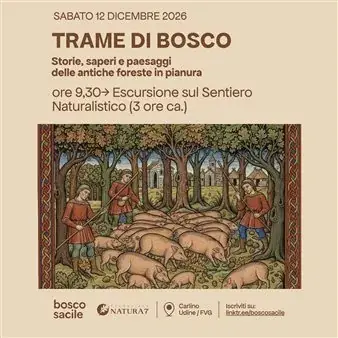 SABATO 12 DICEMBRE 2026
TRAME DI BOSCO
Storie, saperi e paesaggi
delle antiche foreste in pianura
ore 9,30→ Escursione sul Sentiero
Naturalistico (3 ore ca.)
bosco
sacile
NATURA7
Carlino
Udine / FVG
iscriviti su:
linktr.ee/boscosacile